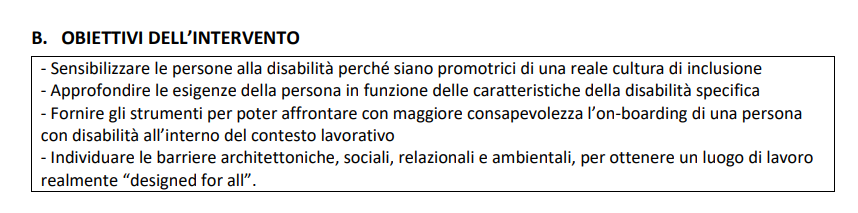 B. OBIETTIVI DELL’INTERVENTO
- Sensibilizzare le persone alla disabilità perché siano promotrici di una reale cultura di inclusione
- Approfondire le esigenze della persona in funzione delle caratteristiche della disabilità specifica
- Fornire gli strumenti per poter affrontare con maggiore consapevolezza l’on-boarding di una persona
con disabilità all’interno del contesto lavorativo
- Individuare le barriere architettoniche, sociali, relazionali e ambientali, per ottenere un luogo di lavoro
realmente “designed for all”.